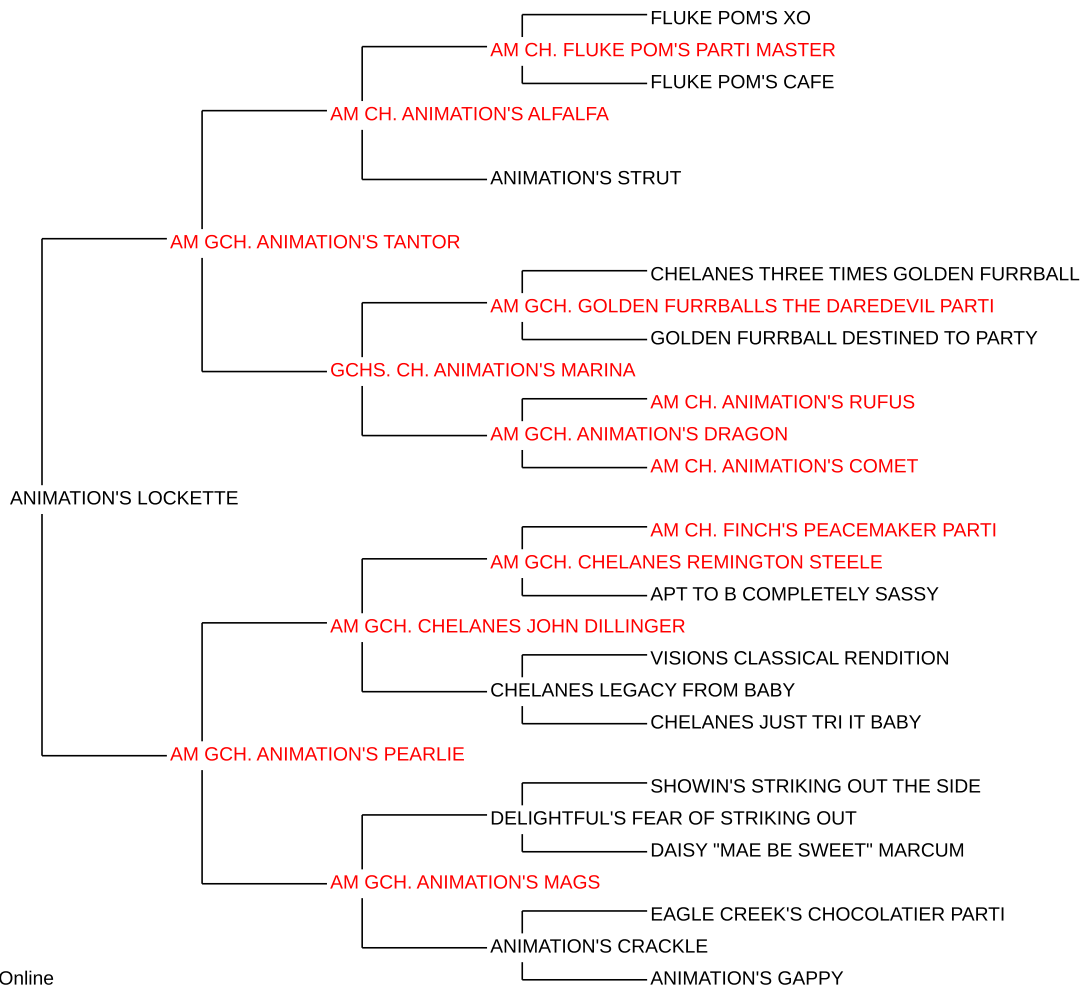 FLUKE POM'S XO
AM CH. FLUKE POM'S PARTI MASTER
FLUKE POM'S CAFE
AM CH. ANIMATION'S ALFALFA
ANIMATION'S STRUT
AM GCH. ANIMATION'S TANTOR
CHELANES THREE TIMES GOLDEN FURRBALL
AM GCH. GOLDEN FURRBALLS THE DAREDEVIL PARTI
GOLDEN FURRBALL DESTINED TO PARTY
GCHS. CH. ANIMATION'S MARINA
AM CH. ANIMATION'S RUFUS
AM GCH. ANIMATION'S DRAGON
AM CH. ANIMATION'S COMET
ANIMATION'S LOCKETTE
AM CH. FINCH'S PEACEMAKER PARTI
AM GCH. CHELANES REMINGTON STEELE
APT TO B COMPLETELY SASSY
AM GCH. CHELANES JOHN DILLINGER
VISIONS CLASSICAL RENDITION
CHELANES LEGACY FROM BABY
CHELANES JUST TRI IT BABY
AM GCH. ANIMATION'S PEARLIE
SHOWIN'S STRIKING OUT THE SIDE
DELIGHTFUL'S FEAR OF STRIKING OUT
DAISY "MAE BE SWEET" MARCUM
AM GCH. ANIMATION'S MAGS
EAGLE CREEK'S CHOCOLATIER PARTI
ANIMATION'S CRACKLE
ANIMATION'S GAPPY
Online